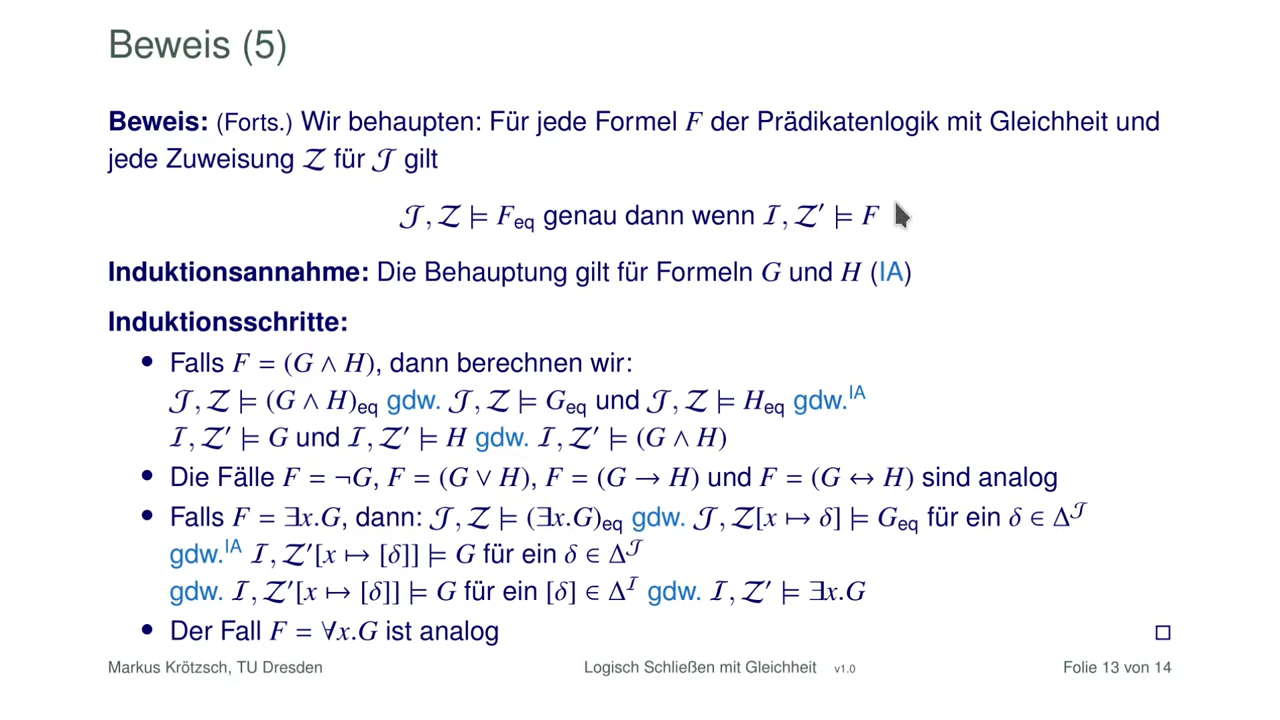 Beweis (5)
Beweis: (Forts.) Wir behaupten: Für jede Formel F der Prädikatenlogik mit Gleichheit und
jede Zuweisung 𝒵 für 𝒥 gilt
𝒥, 𝒵 ⊨ F_eq genau dann wenn ℐ, 𝒵′ ⊨ F
Induktionsannahme: Die Behauptung gilt für Formeln G und H (IA)
Induktionsschritte:
• Falls F = (G ∧ H), dann berechnen wir:
𝒥, 𝒵 ⊨ (G ∧ H)_eq gdw. 𝒥, 𝒵 ⊨ G_eq und 𝒥, 𝒵 ⊨ H_eq gdw.^IA
ℐ, 𝒵′ ⊨ G und ℐ, 𝒵′ ⊨ H gdw. ℐ, 𝒵′ ⊨ (G ∧ H)
• Die Fälle F = ¬G, F = (G ∨ H), F = (G → H) und F = (G ↔ H) sind analog
• Falls F = ∃x.G, dann: 𝒥, 𝒵 ⊨ (∃x.G)_eq gdw. 𝒥, 𝒵[x ↦ δ] ⊨ G_eq für ein δ ∈ Δ^𝒥
gdw.^IA ℐ, 𝒵′[x ↦ [δ]] ⊨ G für ein δ ∈ Δ^𝒥
gdw. ℐ, 𝒵′[x ↦ [δ]] ⊨ G für ein [δ] ∈ Δ^ℐ gdw. ℐ, 𝒵′ ⊨ ∃x.G
• Der Fall F = ∀x.G ist analog □
Markus Krötzsch, TU Dresden Logisch Schließen mit Gleichheit v1.0 Folie 13 von 14